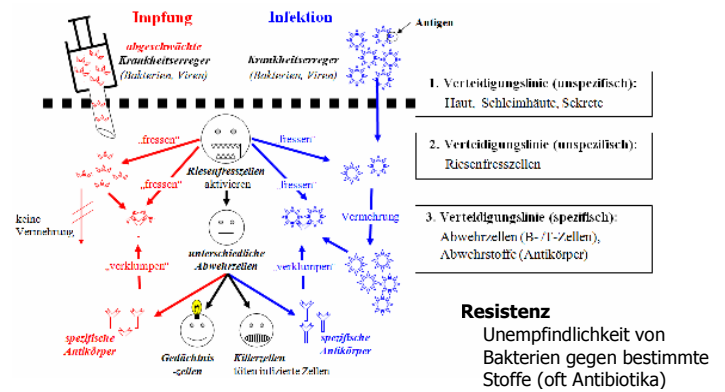 Impfung
Infektion
Antigen
abgeschwächte
Krankheitserreger
(Bakterien, Viren)
Krankheitserreger
(Bakterien, Viren)
1. Verteidigungslinie (unspezifisch):
Haut, Schleimhäute, Sekrete
„fressen“
„fressen“
2. Verteidigungslinie (unspezifisch):
Riesenfresszellen
Riesenfresszellen
aktivieren
„fressen“
„fressen“
keine
Vermehrung
Vermehrung
3. Verteidigungslinie (spezifisch):
Abwehrzellen (B- /T-Zellen),
Abwehrstoffe (Antikörper)
unterschiedliche
Abwehrzellen
„verklumpen“
„verklumpen“
spezifische
Antikörper
Gedächtnis
-zellen
Killerzellen
töten infizierte Zellen
spezifische
Antikörper
Resistenz
Unempfindlichkeit von
Bakterien gegen bestimmte
Stoffe (oft Antibiotika)